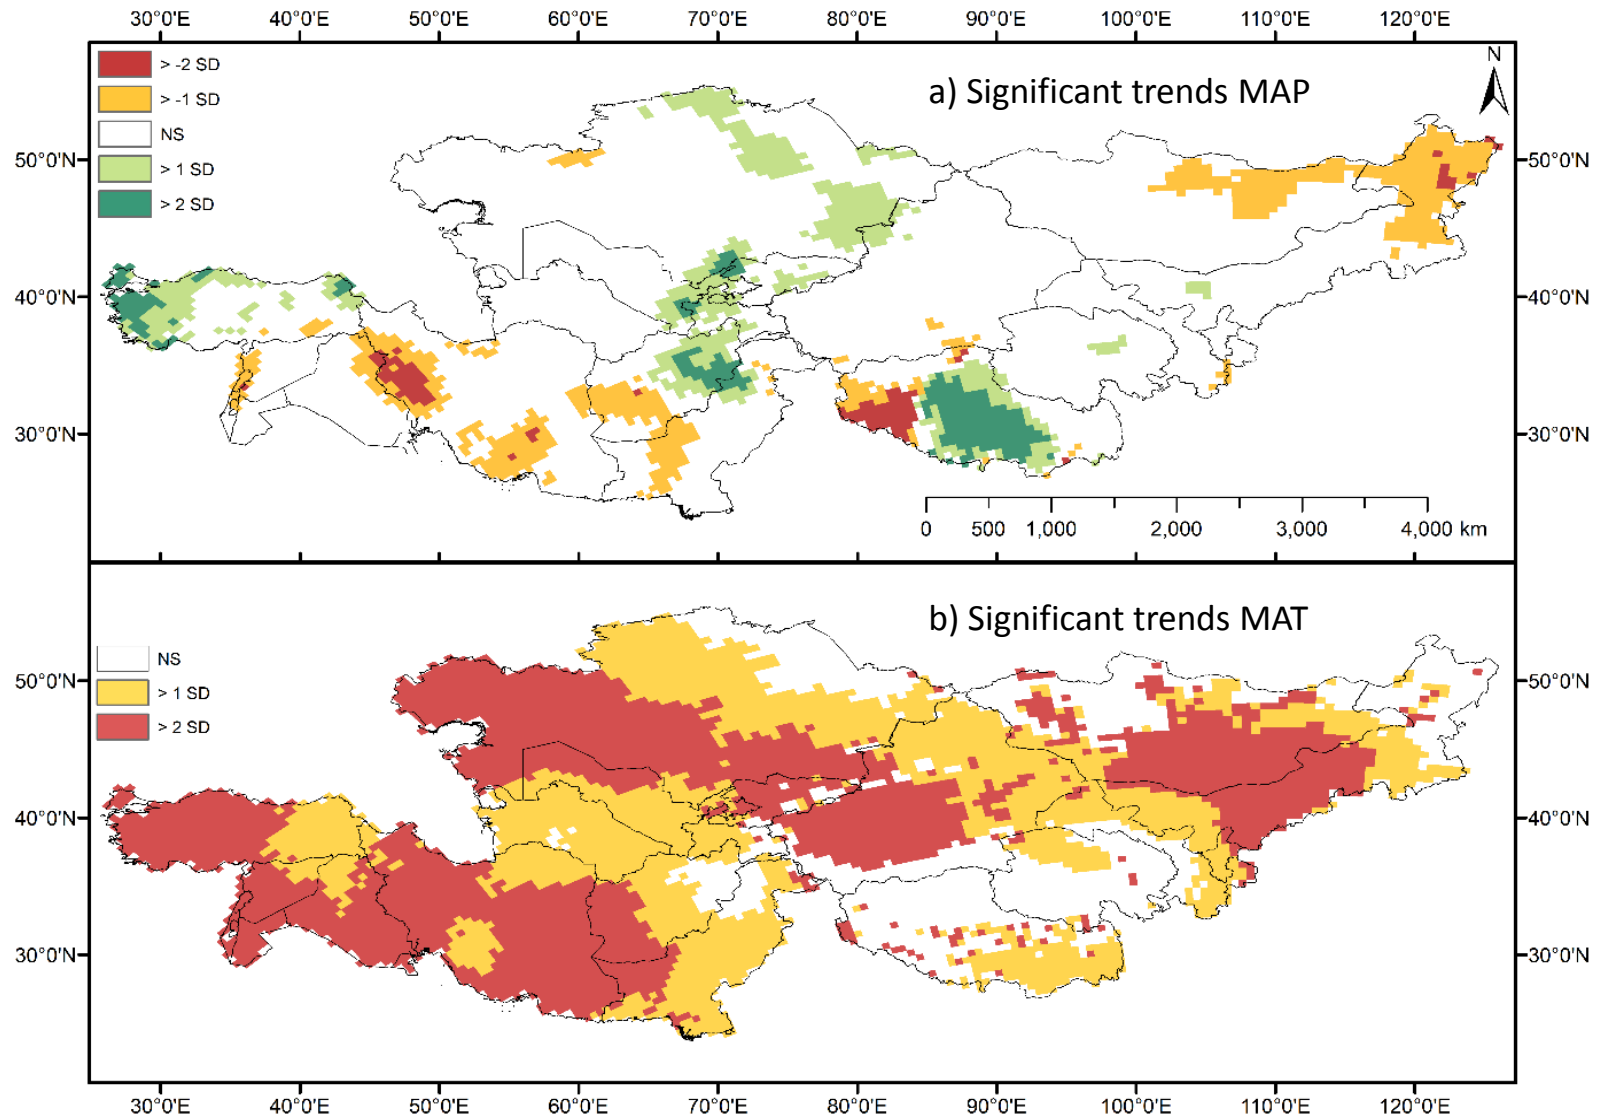 30°0'E 40°0'E 50°0'E 60°0'E 70°0'E 80°0'E 90°0'E 100°0'E 110°0'E 120°0'E
> -2 SD
> -1 SD
NS
> 1 SD
> 2 SD
a) Significant trends MAP
N
50°0'N 50°0'N
40°0'N 40°0'N
30°0'N 30°0'N
0 500 1,000 2,000 3,000 4,000 km
b) Significant trends MAT
NS
> 1 SD
> 2 SD
50°0'N 50°0'N
40°0'N 40°0'N
30°0'N 30°0'N
30°0'E 40°0'E 50°0'E 60°0'E 70°0'E 80°0'E 90°0'E 100°0'E 110°0'E 120°0'E